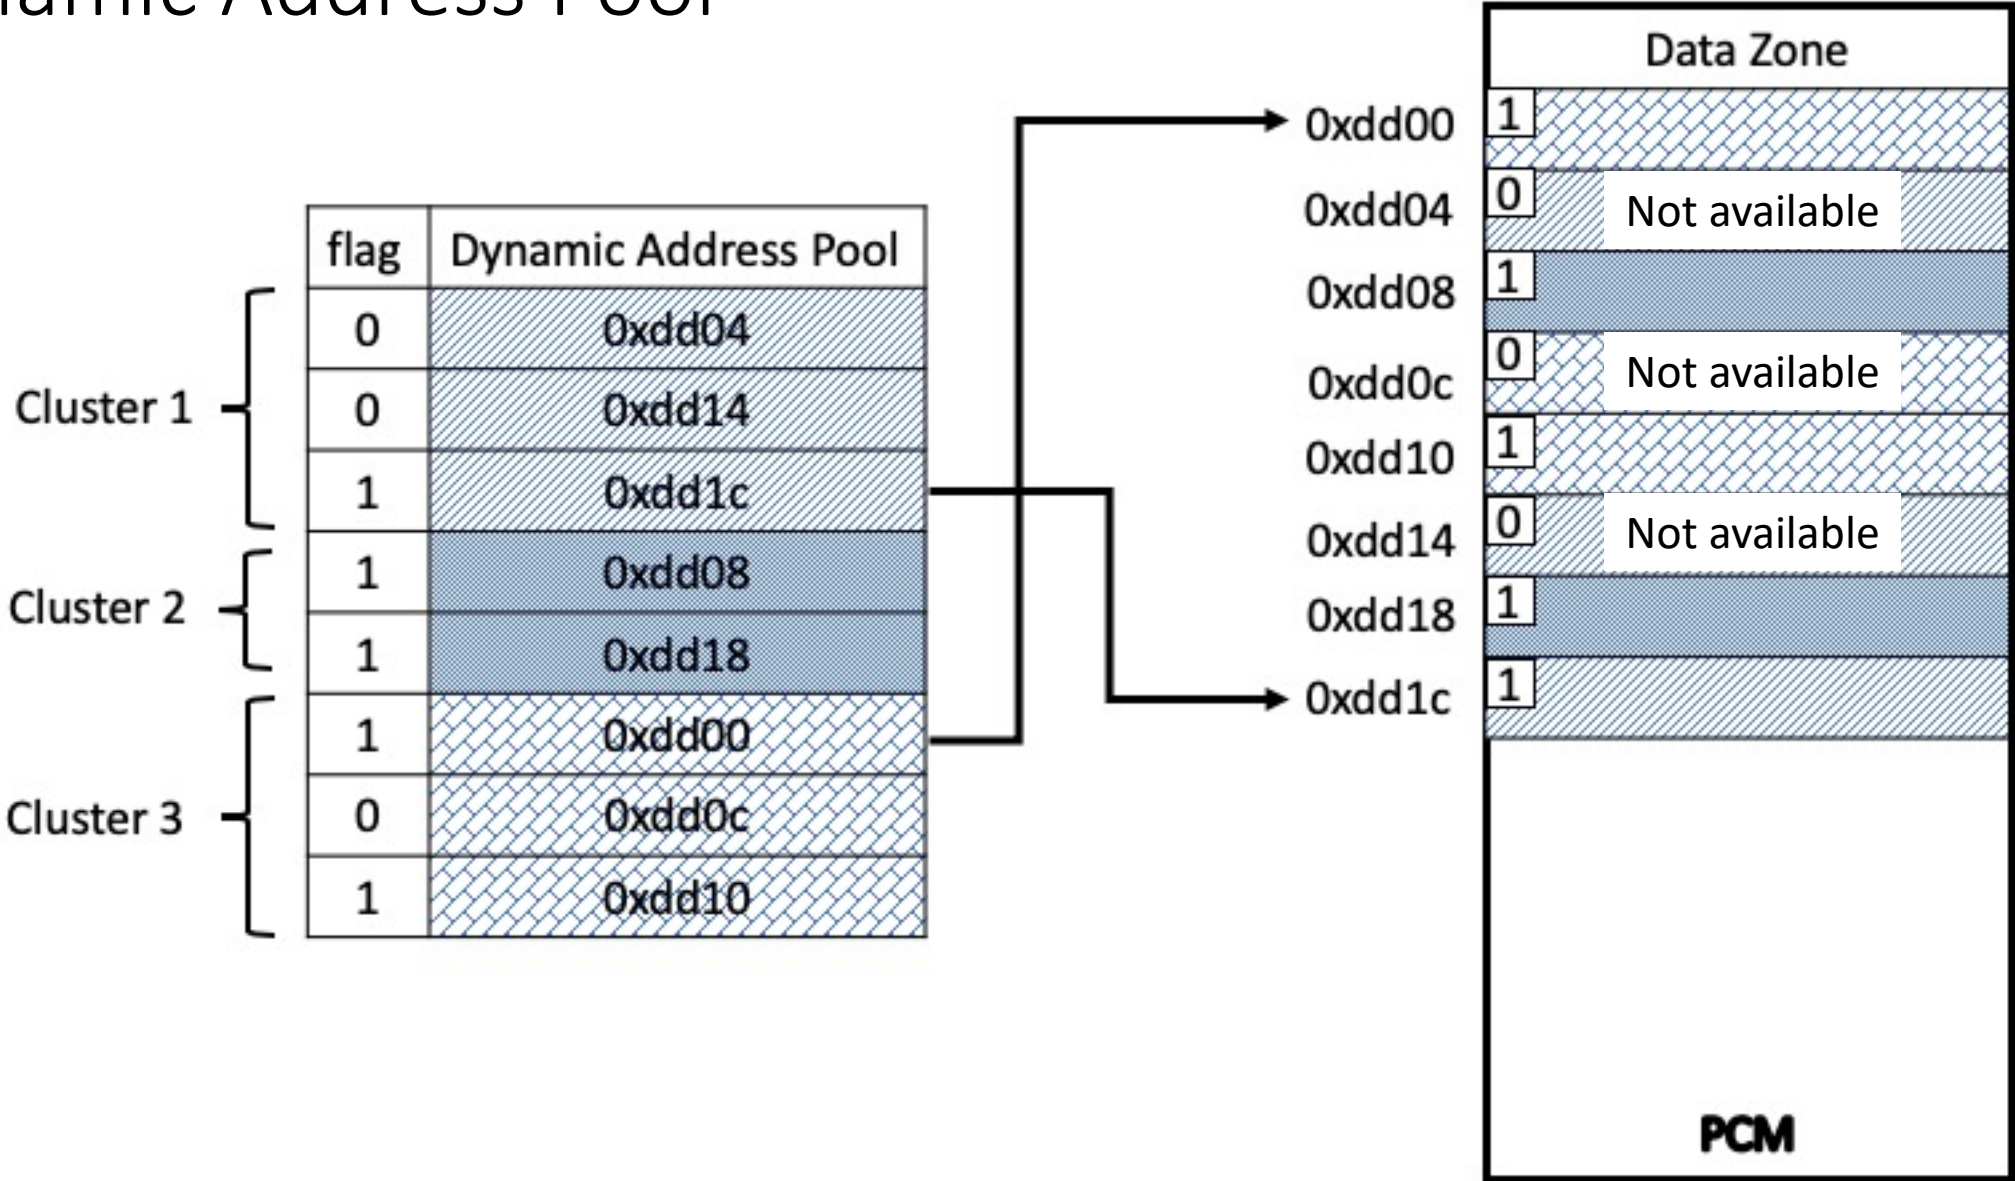 Address Pool
flag Dynamic Address Pool
Cluster 1
0 0xdd04
0 0xdd14
1 0xdd1c
Cluster 2
1 0xdd08
1 0xdd18
Cluster 3
1 0xdd00
0 0xdd0c
1 0xdd10
Data Zone
0xdd00 1
0xdd04 0 Not available
0xdd08 1
0xdd0c 0 Not available
0xdd10 1
0xdd14 0 Not available
0xdd18 1
0xdd1c 1
PCM